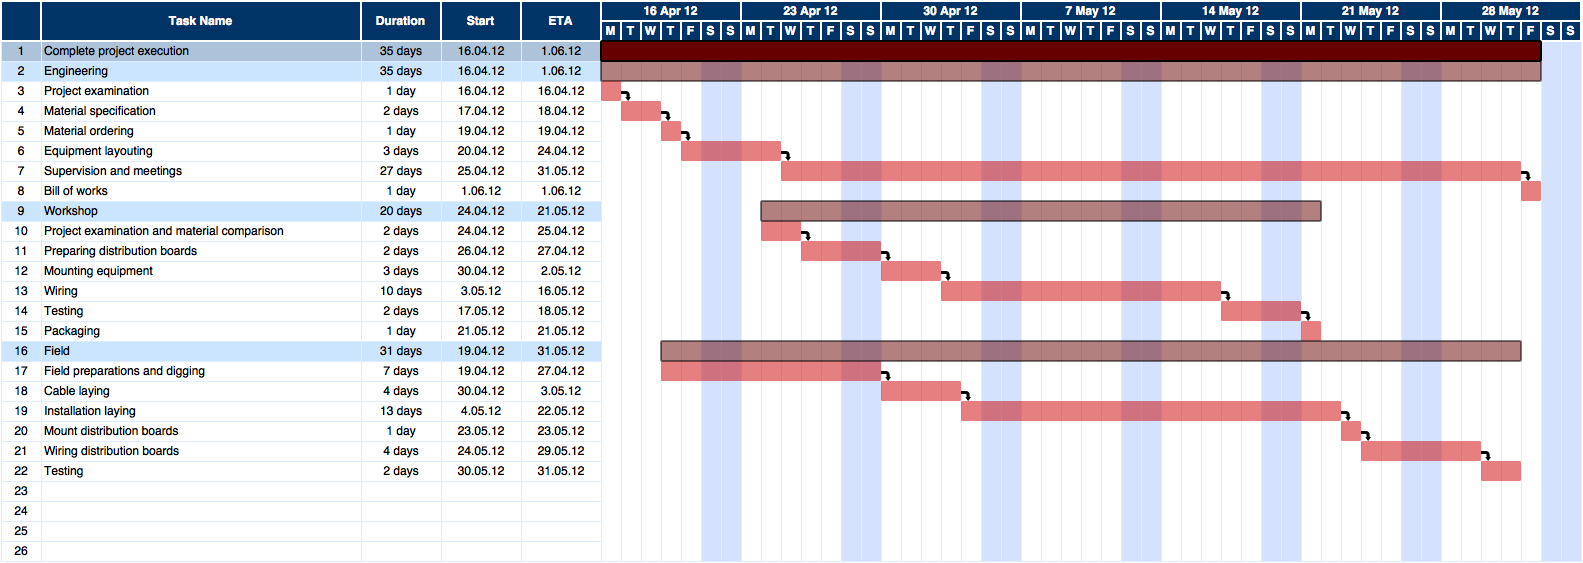 Task Name Duration Start ETA 16 Apr 12 23 Apr 12 30 Apr 12 7 May 12 14 May 12 21 May 12 28 May 12
M T W T F S S M T W T F S S M T W T F S S M T W T F S S M T W T F S S M T W T F S S M T W T F S S
1 Complete project execution 35 days 16.04.12 1.06.12
2 Engineering 35 days 16.04.12 1.06.12
3 Project examination 1 day 16.04.12 16.04.12
4 Material specification 2 days 17.04.12 18.04.12
5 Material ordering 1 day 19.04.12 19.04.12
6 Equipment layouting 3 days 20.04.12 24.04.12
7 Supervision and meetings 27 days 25.04.12 31.05.12
8 Bill of works 1 day 1.06.12 1.06.12
9 Workshop 20 days 24.04.12 21.05.12
10 Project examination and material comparison 2 days 24.04.12 25.04.12
11 Preparing distribution boards 2 days 26.04.12 27.04.12
12 Mounting equipment 3 days 30.04.12 2.05.12
13 Wiring 10 days 3.05.12 16.05.12
14 Testing 2 days 17.05.12 18.05.12
15 Packaging 1 day 21.05.12 21.05.12
16 Field 31 days 19.04.12 31.05.12
17 Field preparations and digging 7 days 19.04.12 27.04.12
18 Cable laying 4 days 30.04.12 3.05.12
19 Installation laying 13 days 4.05.12 22.05.12
20 Mount distribution boards 1 day 23.05.12 23.05.12
21 Wiring distribution boards 4 days 24.05.12 29.05.12
22 Testing 2 days 30.05.12 31.05.12
23
24
25
26